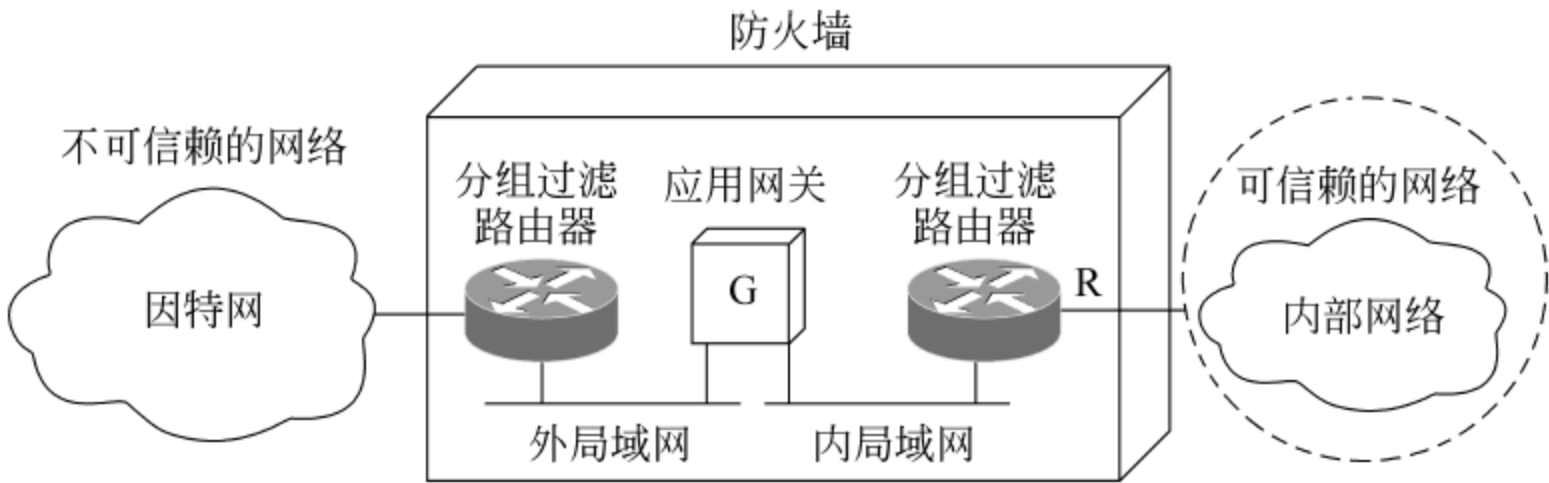 防火墙
不可信赖的网络
因特网
分组过滤
路由器
应用网关
G
分组过滤
路由器
R
外局域网
内局域网
可信赖的网络
内部网络